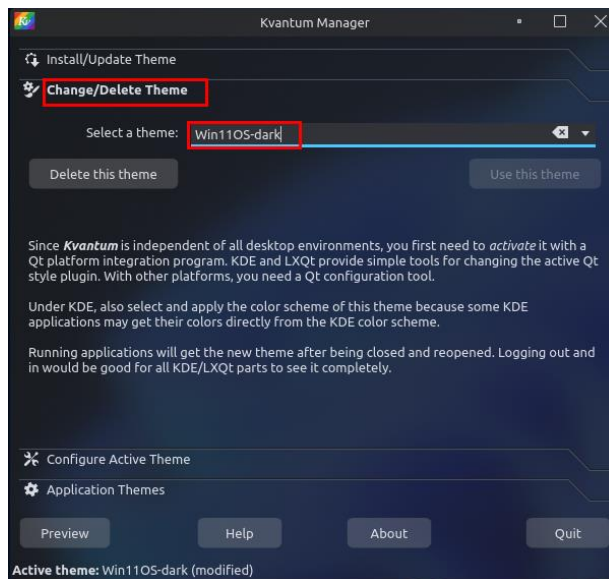 Kvantum Manager
Install/Update Theme
Change/Delete Theme
Select a theme: Win11OS-dark
Delete this theme Use this theme
Since Kvantum is independent of all desktop environments, you first need to activate it with a
Qt platform integration program. KDE and LXQt provide simple tools for changing the active Qt
style plugin. With other platforms, you need a Qt configuration tool.
Under KDE, also select and apply the color scheme of this theme because some KDE
applications may get their colors directly from the KDE color scheme.
Running applications will get the new theme after being closed and reopened. Logging out and
in would be good for all KDE/LXQt parts to see it completely.
Configure Active Theme
Application Themes
Preview Help About Quit
Active theme: Win11OS-dark (modified)